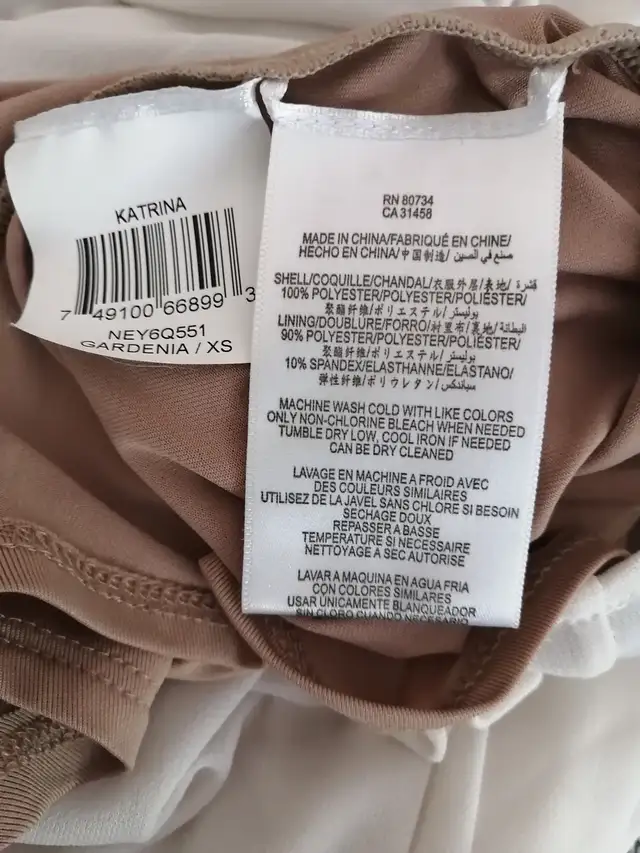 KATRINA
7 49100 66899 3
NEY6Q551
GARDENIA / XS
RN 80734
CA 31458
MADE IN CHINA/FABRIQUÉ EN CHINE/
HECHO EN CHINA/中国制造/ صنع في الصين
SHELL/COQUILLE/CHANDAL/衣服外层/表地/ قشرة
100% POLYESTER/POLYESTER/POLIÉSTER/
聚酯纤维/ポリエステル/ بوليستر
LINING/DOUBLURE/FORRO/衬里布/裏地/ البطانة
90% POLYESTER/POLYESTER/POLIÉSTER/
聚酯纤维/ポリエステル/ بوليستر
10% SPANDEX/ELASTHANNE/ELASTANO/
弹性纤维/ポリウレタン/ سباندكس
MACHINE WASH COLD WITH LIKE COLORS
ONLY NON-CHLORINE BLEACH WHEN NEEDED
TUMBLE DRY LOW, COOL IRON IF NEEDED
CAN BE DRY CLEANED
LAVAGE EN MACHINE A FROID AVEC
DES COULEURS SIMILAIRES
UTILISEZ DE LA JAVEL SANS CHLORE SI BESOIN
SECHAGE DOUX
REPASSER A BASSE
TEMPERATURE SI NECESSAIRE
NETTOYAGE A SEC AUTORISE
LAVAR A MAQUINA EN AGUA FRIA
CON COLORES SIMILARES
USAR UNICAMENTE BLANQUEADOR
SIN CLORO CUANDO NECESARIO